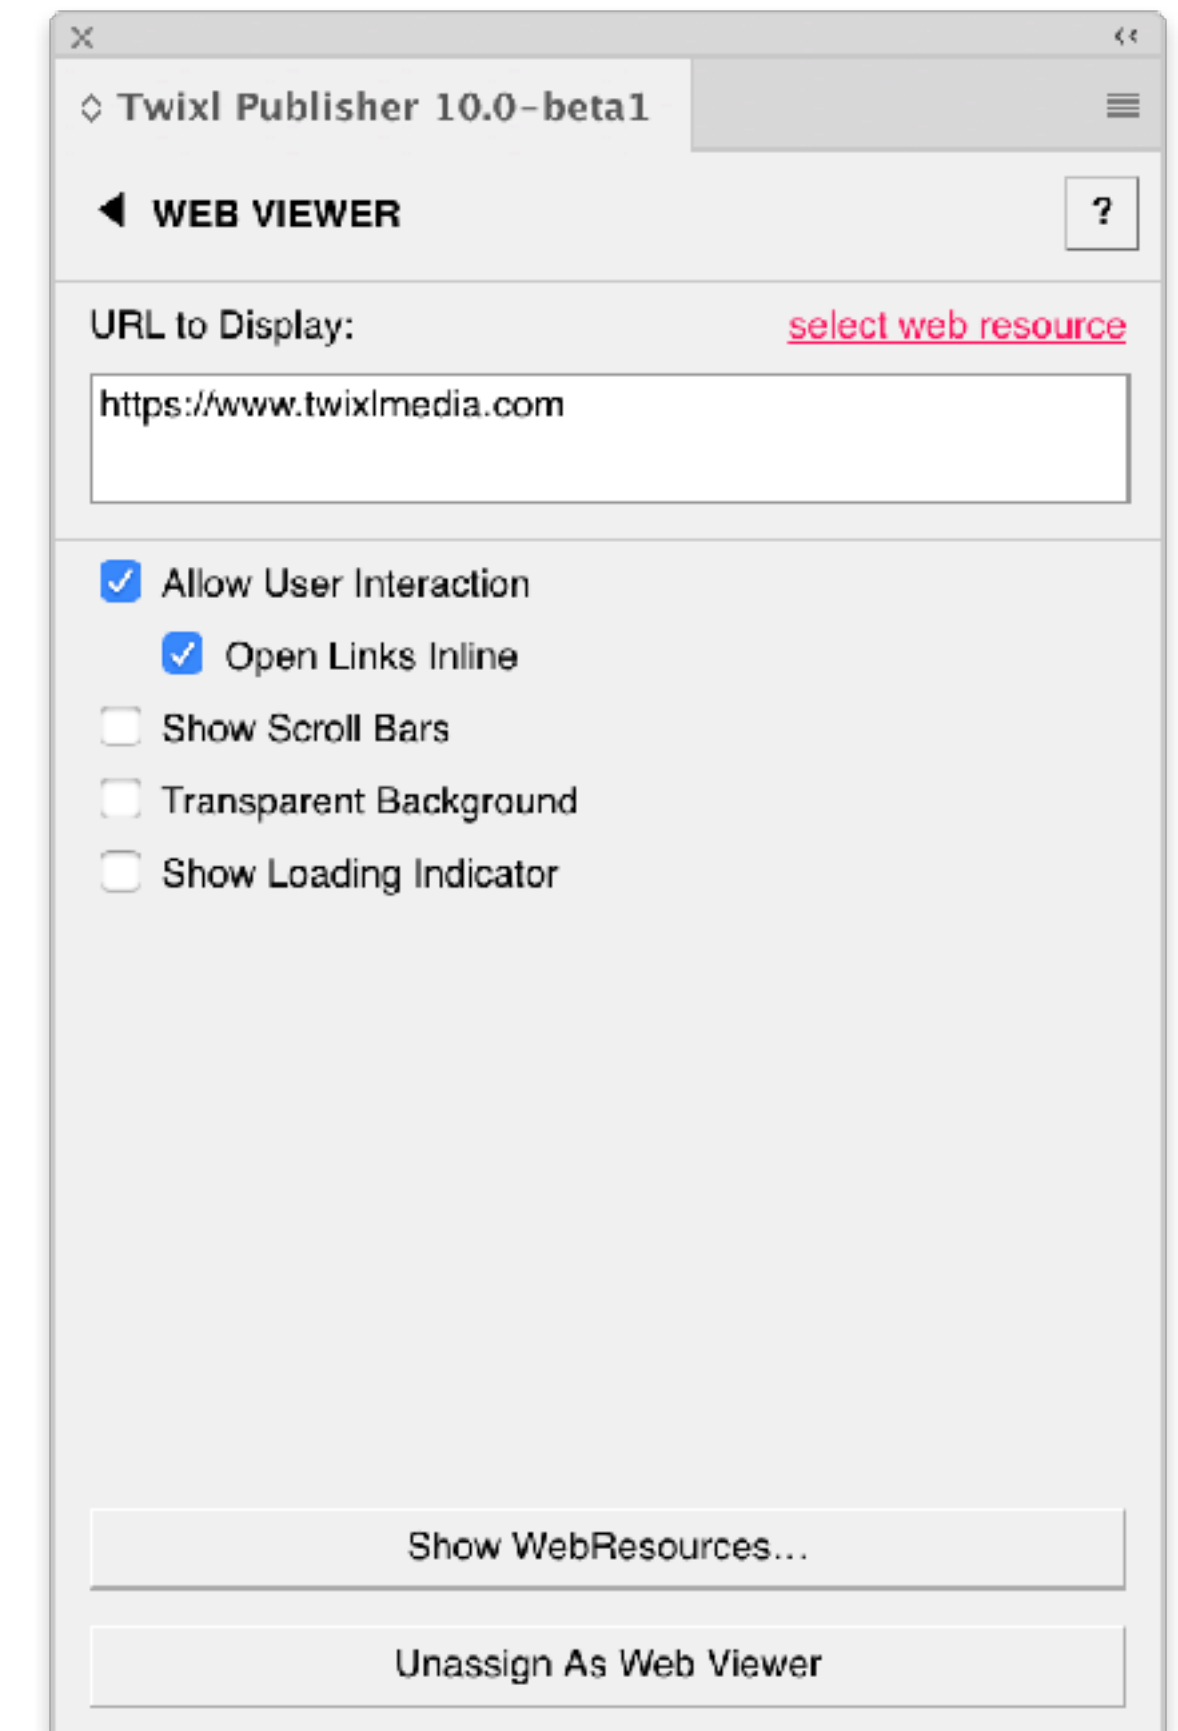 Twixl Publisher 10.0-beta1
WEB VIEWER
?
URL to Display:
select web resource
https://www.twixlmedia.com
Allow User Interaction
Open Links Inline
Show Scroll Bars
Transparent Background
Show Loading Indicator
Show WebResources...
Unassign As Web Viewer